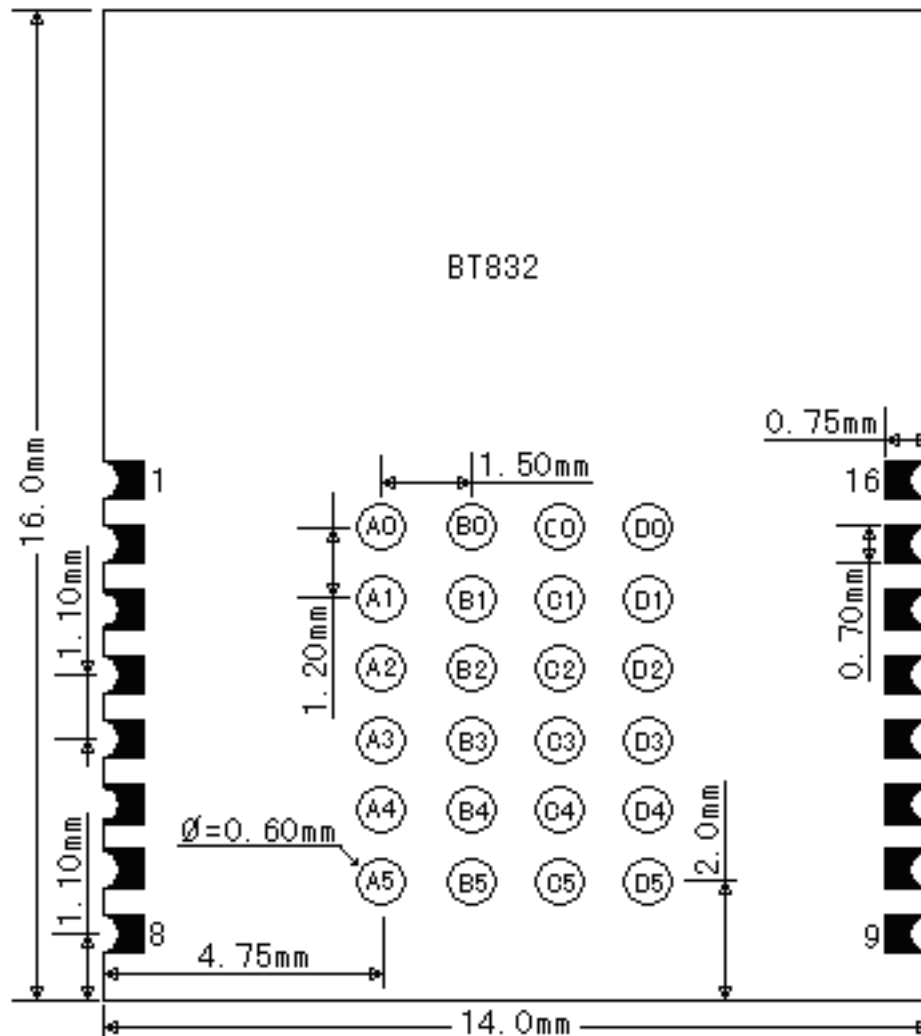 BT832
0.75mm
1.50mm
1
16
16.0mm
A0 B0 C0 D0
1.10mm
A1 B1 C1 D1
1.20mm
0.70mm
A2 B2 C2 D2
A3 B3 C3 D3
A4 B4 C4 D4
Ø=0.60mm
2.0mm
A5 B5 C5 D5
1.10mm
8
9
4.75mm
14.0mm